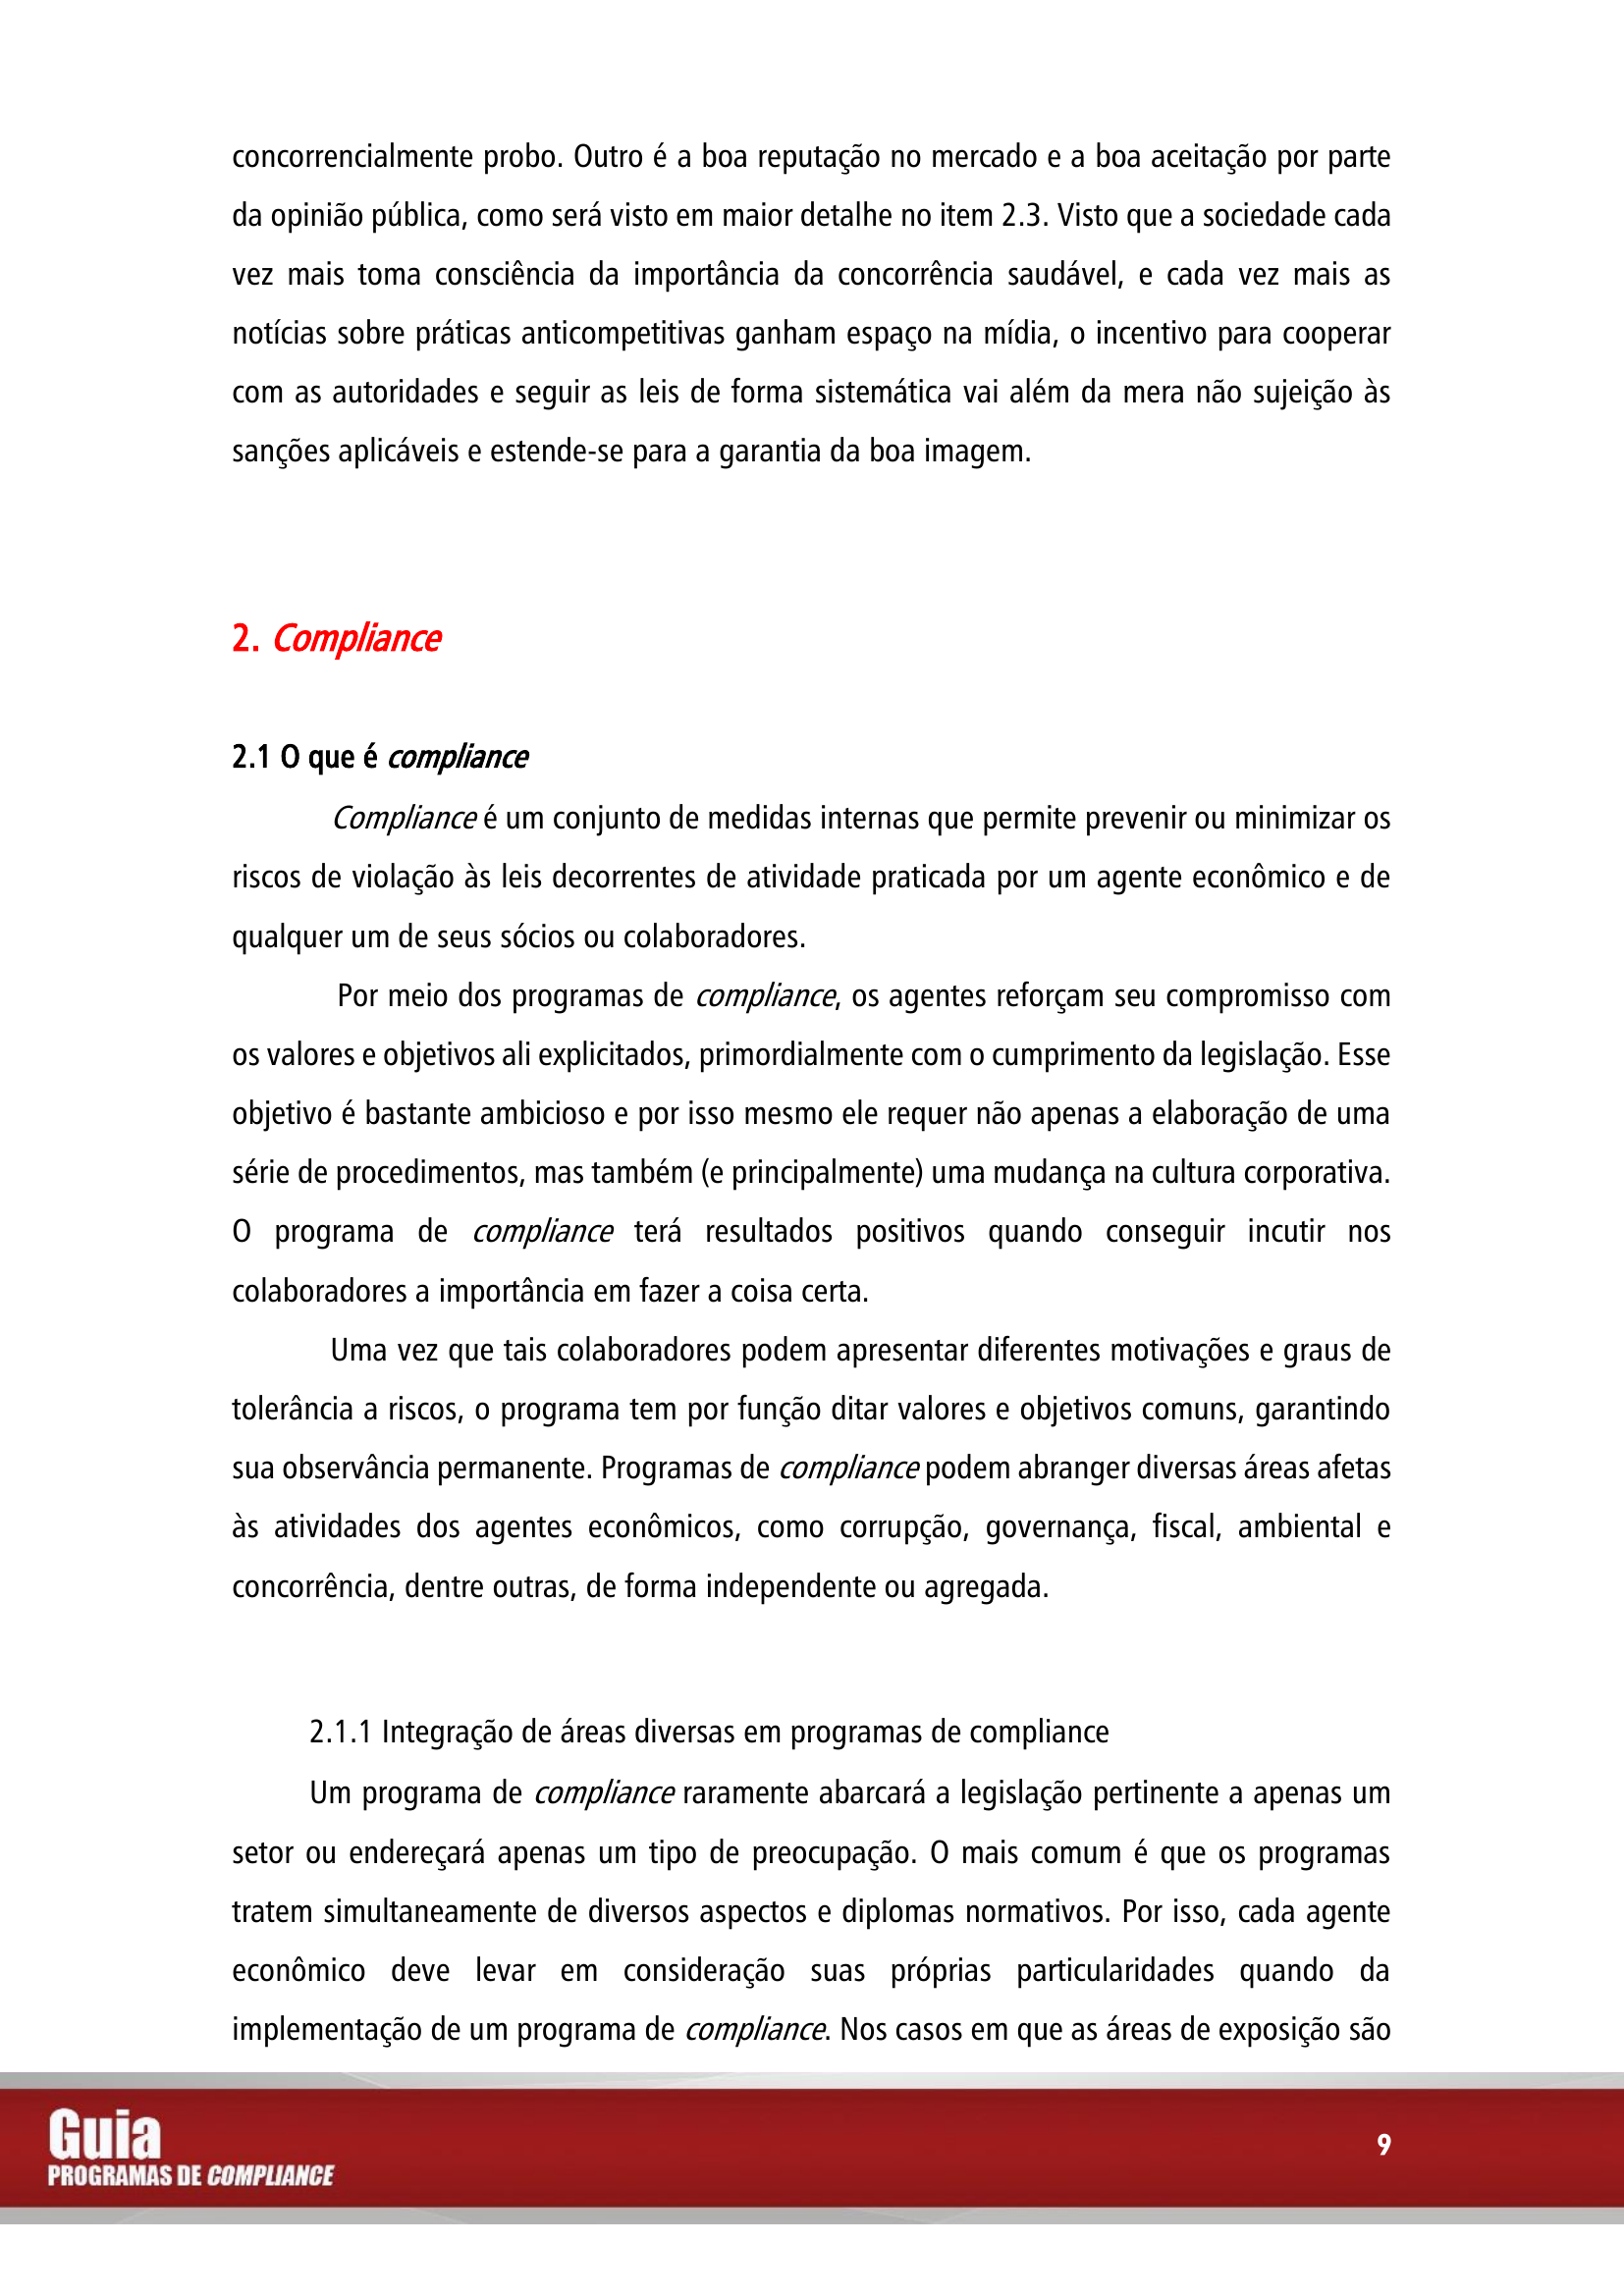 concorrencialmente probo. Outro é a boa reputação no mercado e a boa aceitação por parte
da opinião pública, como será visto em maior detalhe no item 2.3. Visto que a sociedade cada
vez mais toma consciência da importância da concorrência saudável, e cada vez mais as
notícias sobre práticas anticompetitivas ganham espaço na mídia, o incentivo para cooperar
com as autoridades e seguir as leis de forma sistemática vai além da mera não sujeição às
sanções aplicáveis e estende-se para a garantia da boa imagem.
2. Compliance
2.1 O que é compliance
Compliance é um conjunto de medidas internas que permite prevenir ou minimizar os
riscos de violação às leis decorrentes de atividade praticada por um agente econômico e de
qualquer um de seus sócios ou colaboradores.
Por meio dos programas de compliance, os agentes reforçam seu compromisso com
os valores e objetivos ali explicitados, primordialmente com o cumprimento da legislação. Esse
objetivo é bastante ambicioso e por isso mesmo ele requer não apenas a elaboração de uma
série de procedimentos, mas também (e principalmente) uma mudança na cultura corporativa.
O programa de compliance terá resultados positivos quando conseguir incutir nos
colaboradores a importância em fazer a coisa certa.
Uma vez que tais colaboradores podem apresentar diferentes motivações e graus de
tolerância a riscos, o programa tem por função ditar valores e objetivos comuns, garantindo
sua observância permanente. Programas de compliance podem abranger diversas áreas afetas
às atividades dos agentes econômicos, como corrupção, governança, fiscal, ambiental e
concorrência, dentre outras, de forma independente ou agregada.
2.1.1 Integração de áreas diversas em programas de compliance
Um programa de compliance raramente abarcará a legislação pertinente a apenas um
setor ou endereçará apenas um tipo de preocupação. O mais comum é que os programas
tratem simultaneamente de diversos aspectos e diplomas normativos. Por isso, cada agente
econômico deve levar em consideração suas próprias particularidades quando da
implementação de um programa de compliance. Nos casos em que as áreas de exposição são
Guia
PROGRAMAS DE COMPLIANCE
9